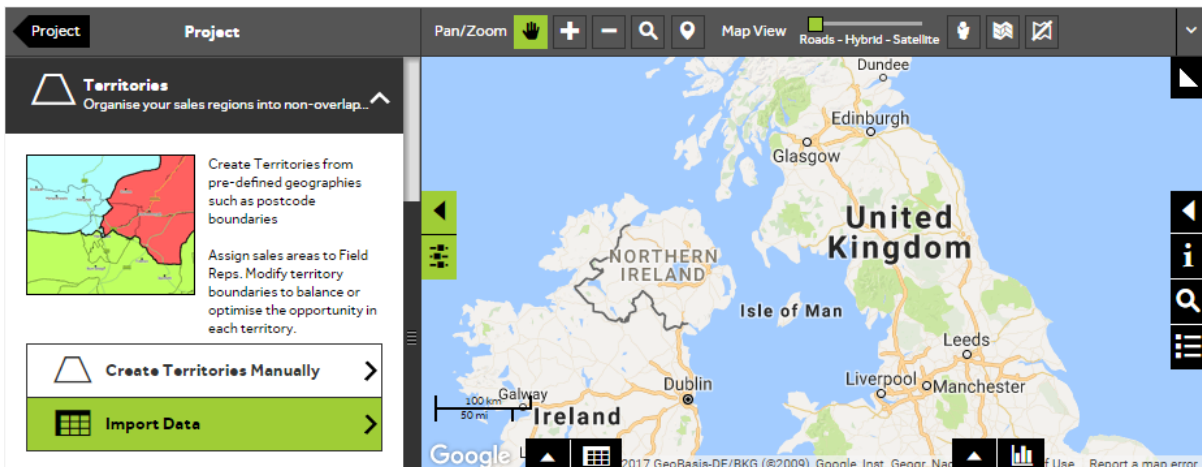 Project
Project
Pan/Zoom
Map View
Roads - Hybrid - Satellite
Territories
Organise your sales regions into non-overlap...
Create Territories from
pre-defined geographies
such as postcode
boundaries
Assign sales areas to Field
Reps. Modify territory
boundaries to balance or
optimise the opportunity in
each territory.
Create Territories Manually
Import Data
Dundee
Edinburgh
Glasgow
United
Kingdom
NORTHERN
IRELAND
Isle of Man
Leeds
Liverpool
Manchester
Dublin
Galway
100 km
50 mi
Ireland
Google
2017 GeoBasis-DE/BKG (©2009), Google, Inst. Geogr. Nac
of Use
Report a map error